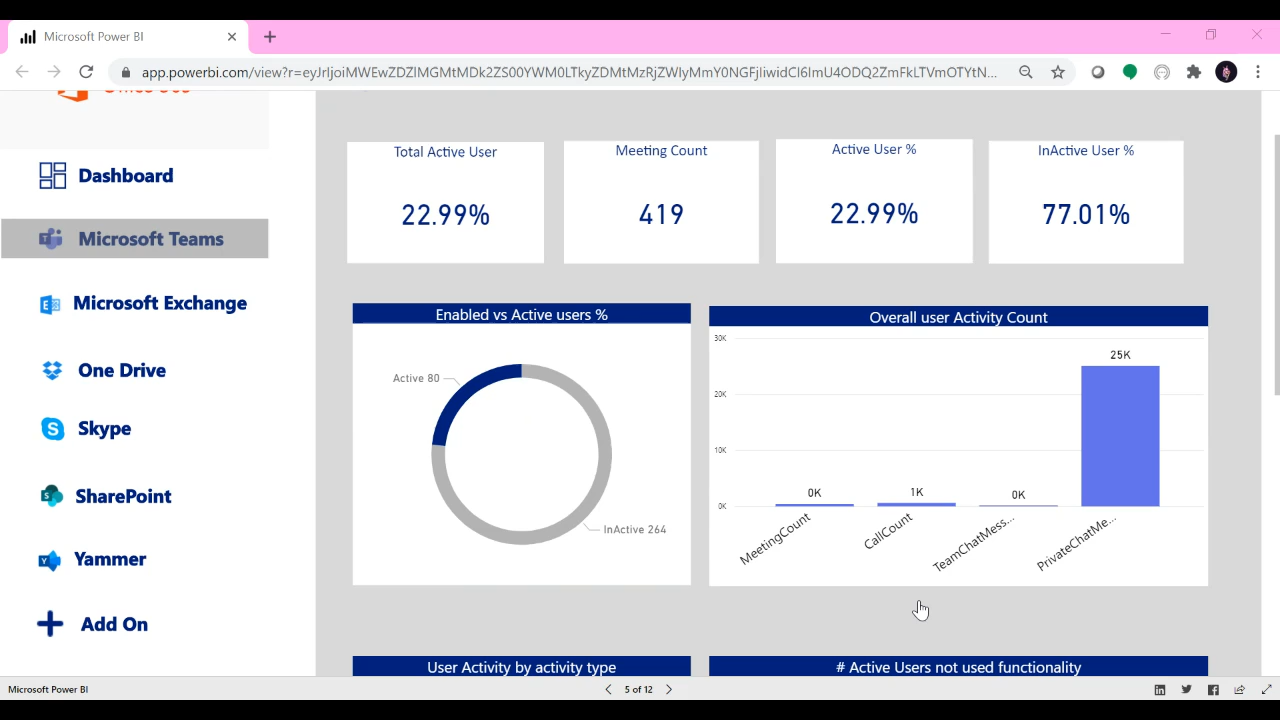 Microsoft Power BI
app.powerbi.com/view?r=eyJrIjoiMWEwZDZlNGMtMDk2ZS00YWM0LTkyZDMtMzRjZWIyMmY0NGFjIiwidCI6ImU4ODQ2ZmFkLTVmOTYtN...
Dashboard
Microsoft Teams
Microsoft Exchange
One Drive
Skype
SharePoint
Yammer
Add On
Total Active User
22.99%
Meeting Count
419
Active User %
22.99%
InActive User %
77.01%
Enabled vs Active users %
Active 80
InActive 264
Overall user Activity Count
30K
20K
10K
0K
0K
1K
0K
25K
MeetingCount
CallCount
TeamChatMess...
PrivateChatMe...
User Activity by activity type
# Active Users not used functionality
Microsoft Power BI
5 of 12